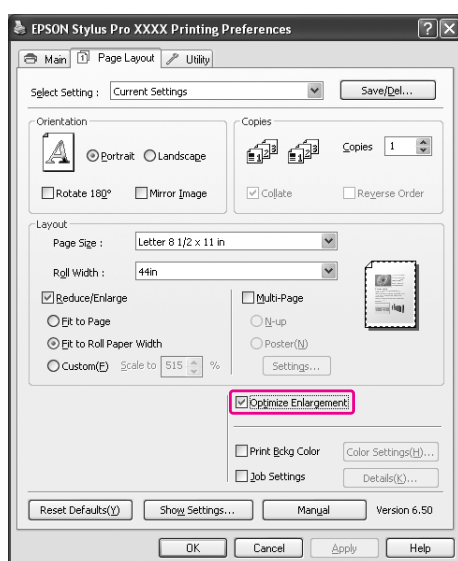 EPSON Stylus Pro XXXX Printing Preferences
Main Page Layout Utility
Select Setting : Current Settings Save/Del...
Orientation
Portrait Landscape
Rotate 180° Mirror Image
Copies
Copies 1
Collate Reverse Order
Layout
Page Size : Letter 8 1/2 x 11 in
Roll Width : 44in
Reduce/Enlarge
Fit to Page
Fit to Roll Paper Width
Custom(F) Scale to 515 %
Multi-Page
N-up
Poster(N)
Settings...
Optimize Enlargement
Print Bckg Color Color Settings(H)...
Job Settings Details(K)...
Reset Defaults(Y) Show Settings... Manual Version 6.50
OK Cancel Apply Help